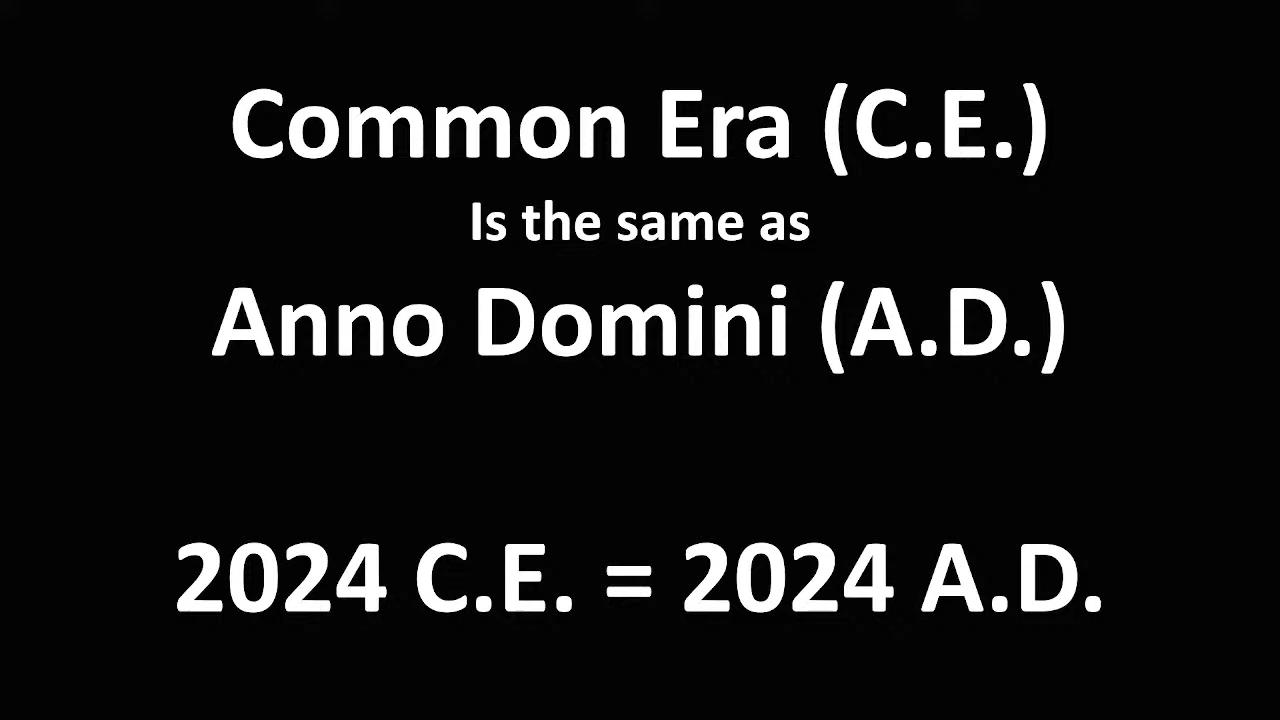 Common Era (C.E.)
Is the same as
Anno Domini (A.D.)
2024 C.E. = 2024 A.D.